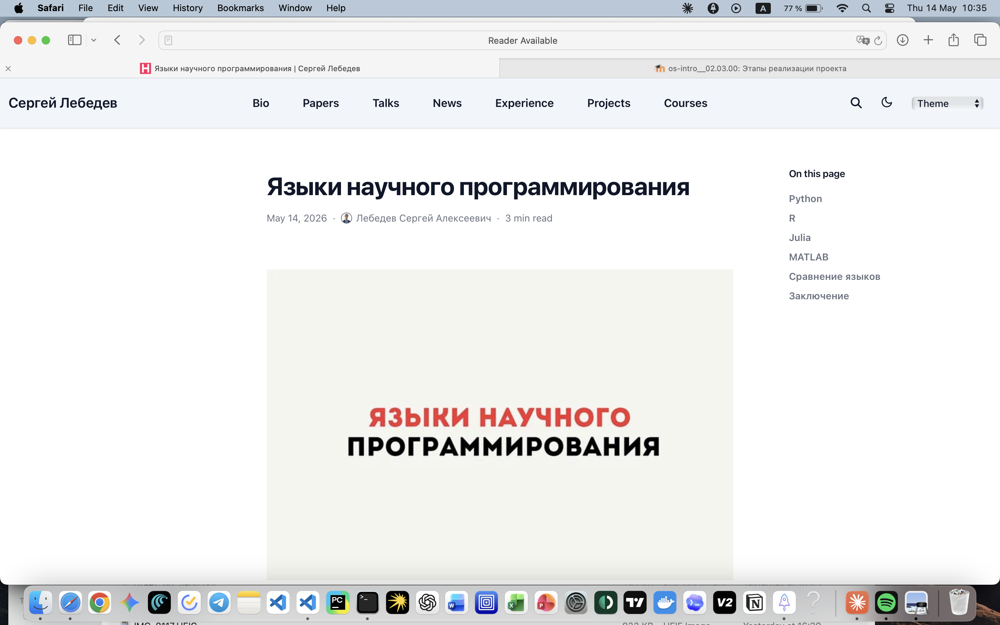 Safari File Edit View History Bookmarks Window Help A 77 % Thu 14 May 10:35
Reader Available
Языки научного программирования | Сергей Лебедев
os-intro__02.03.00: Этапы реализации проекта
Сергей Лебедев Bio Papers Talks News Experience Projects Courses Theme
Языки научного программирования
May 14, 2026 · Лебедев Сергей Алексеевич · 3 min read
On this page
Python
R
Julia
MATLAB
Сравнение языков
Заключение
ЯЗЫКИ НАУЧНОГО
ПРОГРАММИРОВАНИЯ
PC W X P V2 N